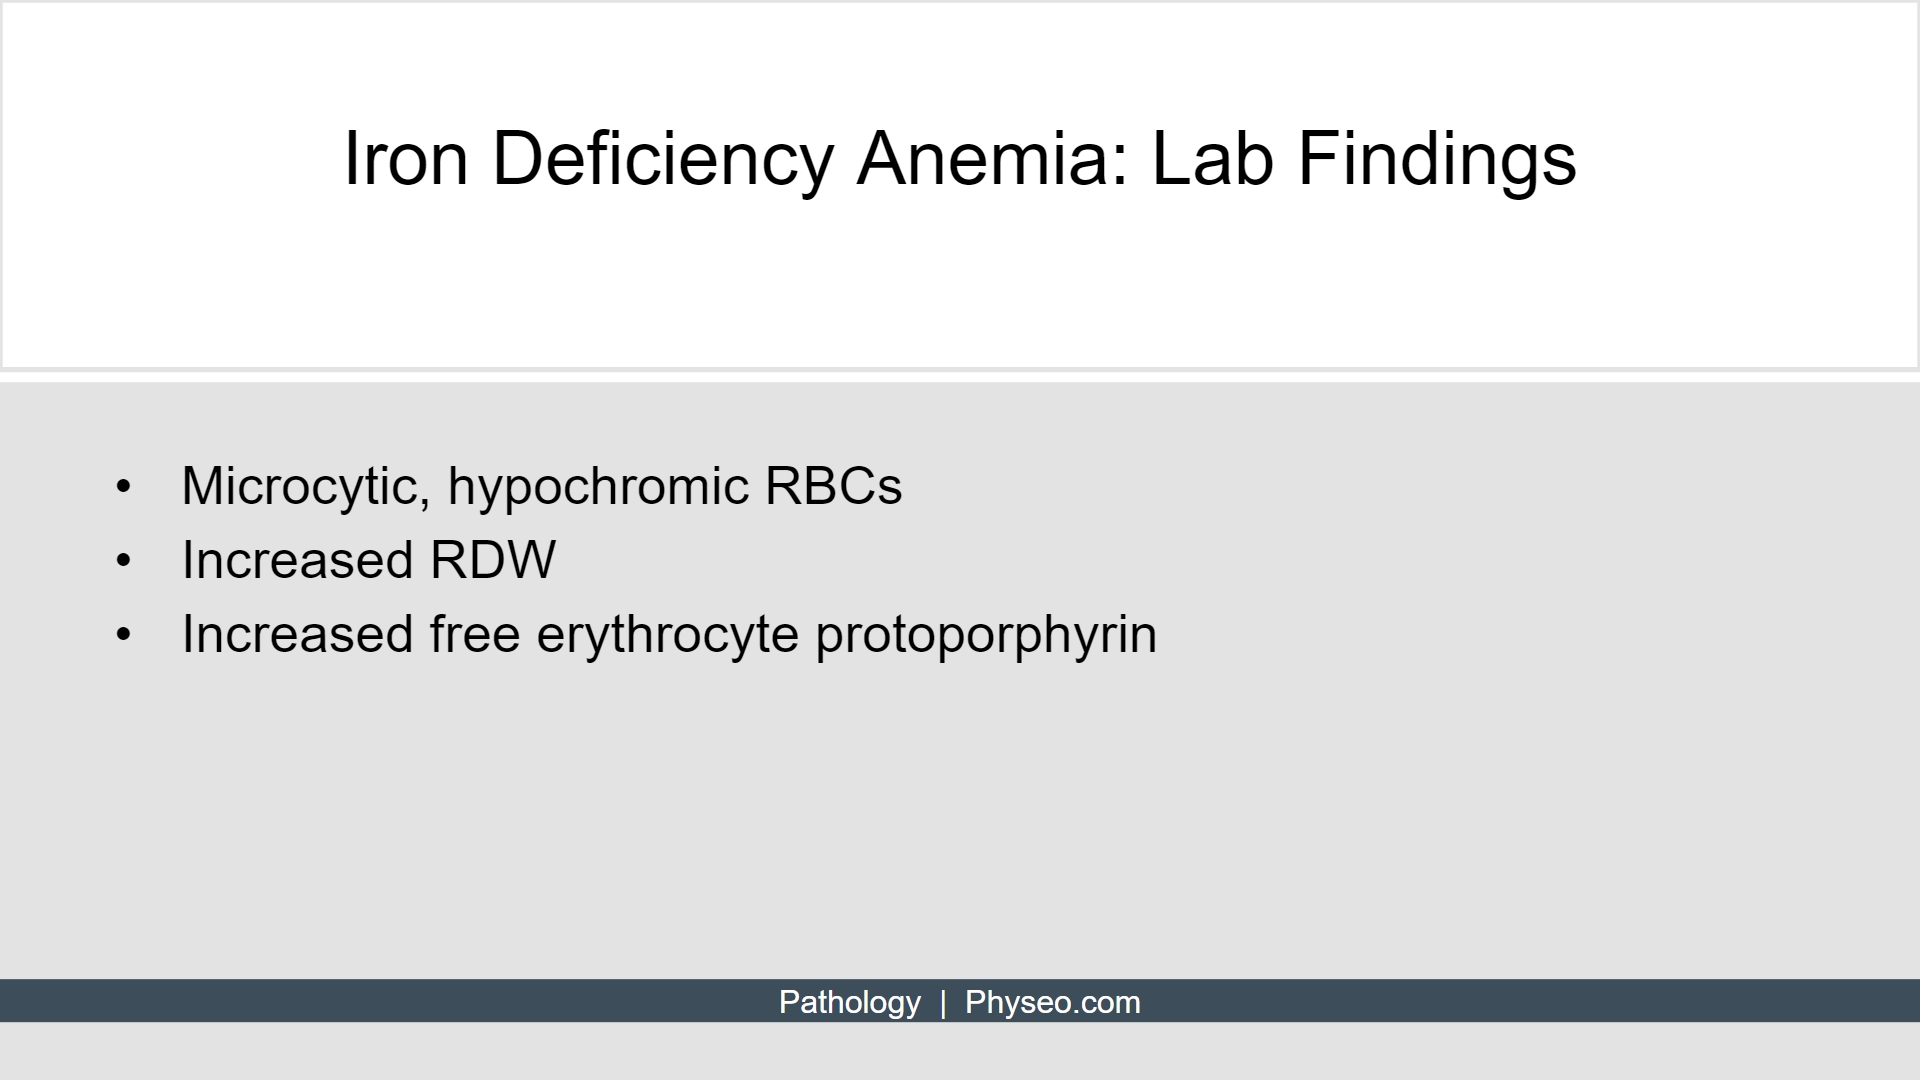 Iron Deficiency Anemia: Lab Findings
• Microcytic, hypochromic RBCs
• Increased RDW
• Increased free erythrocyte protoporphyrin
Pathology | Physeo.com